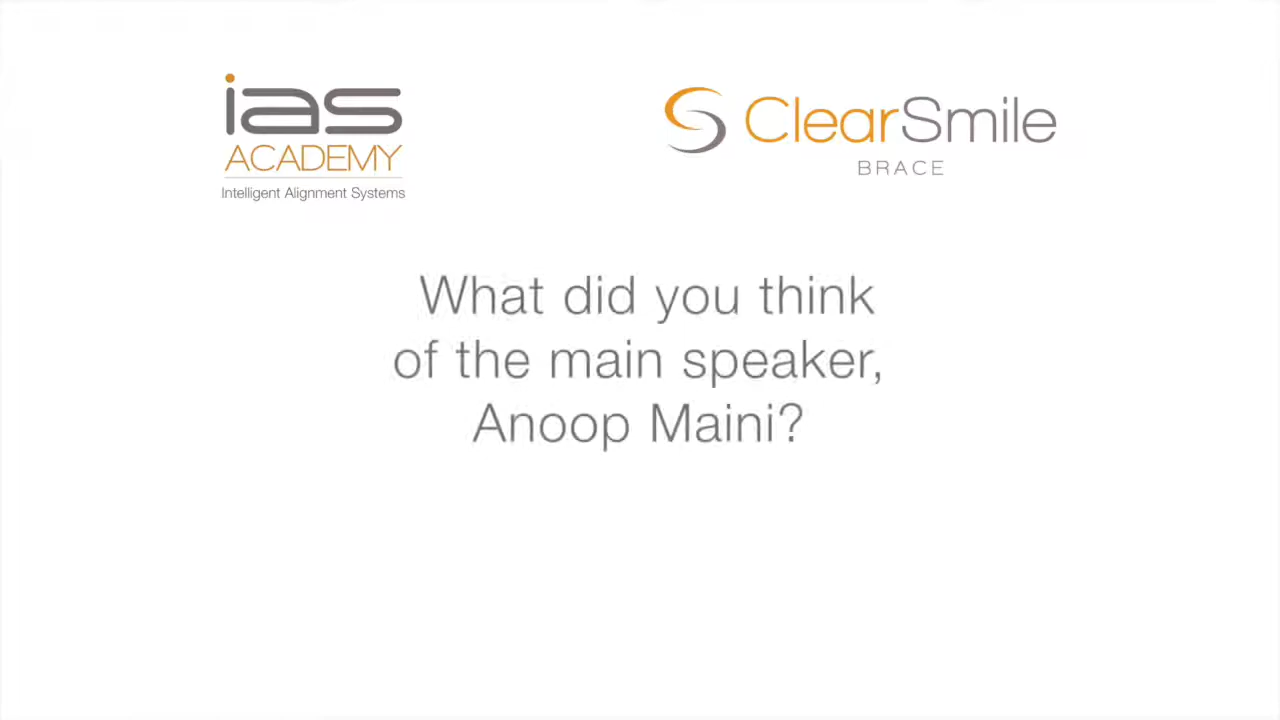 ias
ACADEMY
Intelligent Alignment Systems
ClearSmile
BRACE
What did you think
of the main speaker,
Anoop Maini?